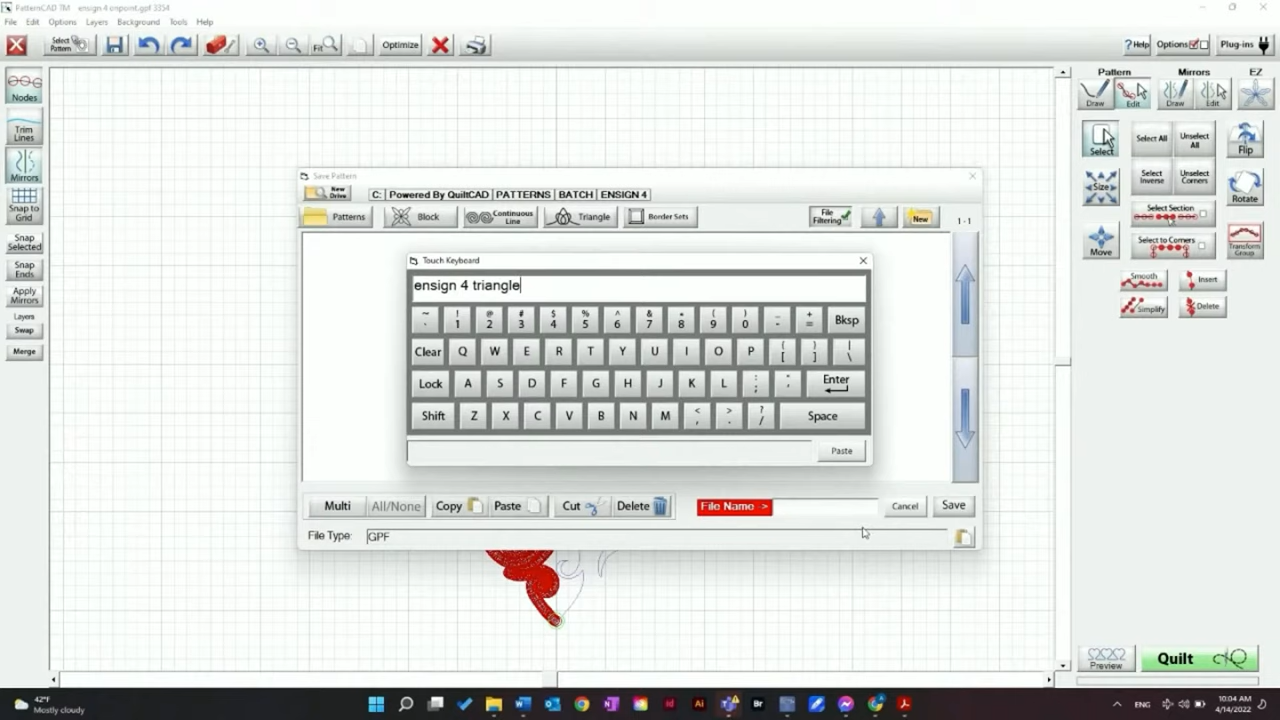 PatternCAD TM ensign 4 onpoint.gpf 3354
File Edit Options Layers Background Tools Help
Select Pattern Fit Optimize ?Help Options Plug-ins
Nodes
Trim Lines
Mirrors
Snap to Grid
Snap Selected
Snap Ends
Apply Mirrors
Layers
Swap
Merge
Pattern Mirrors EZ
Draw Edit Draw Edit
Select Select All Unselect All Flip
Size Select Inverse Unselect Corners Rotate
Select Section
Move Select to Corners Transform Group
Smooth Insert
Simplify Delete
Save Pattern
New Drive C: Powered By QuiltCAD PATTERNS BATCH ENSIGN 4
Patterns Block Continuous Line Triangle Border Sets File Filtering New 1 - 1
Touch Keyboard
ensign 4 triangle
~ ` ! 1 @ 2 # 3 $ 4 % 5 ^ 6 & 7 * 8 ( 9 ) 0 - + = Bksp
Clear Q W E R T Y U I O P { [ } ] | \
Lock A S D F G H J K L : ; " ' Enter
Shift Z X C V B N M < , > . ? / Space
Paste
Multi All/None Copy Paste Cut Delete File Name > Cancel Save
File Type: GPF
Preview Quilt
42°F
Mostly cloudy
ENG
10:04 AM
4/14/2022